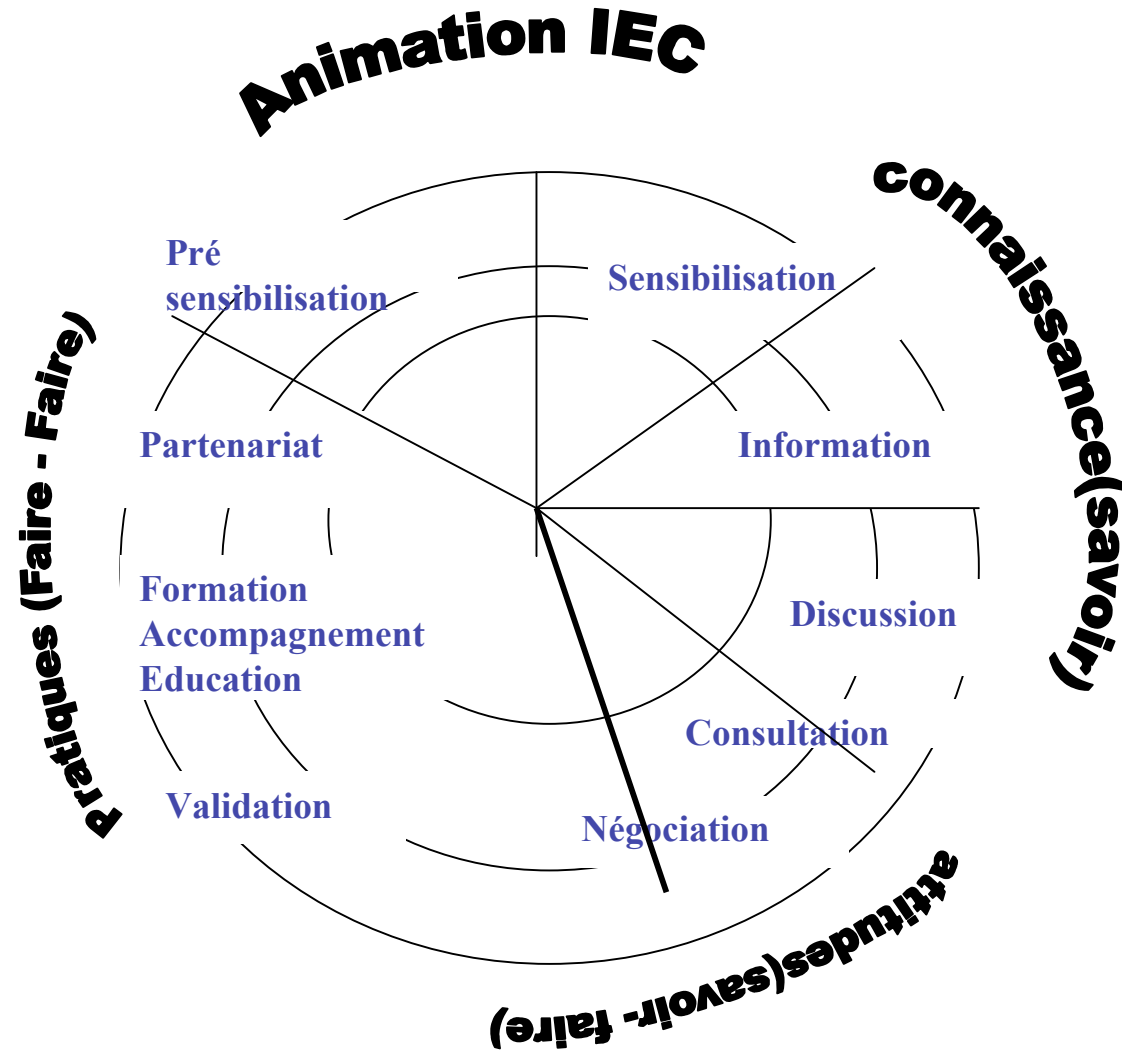 Animation IEC
connaissance(savoir)
Pré
sensibilisation
Sensibilisation
Pratiques (Faire - Faire)
Partenariat
Information
Formation
Accompagnement
Education
Discussion
Consultation
Validation
Négociation
attitudes(savoir- faire)